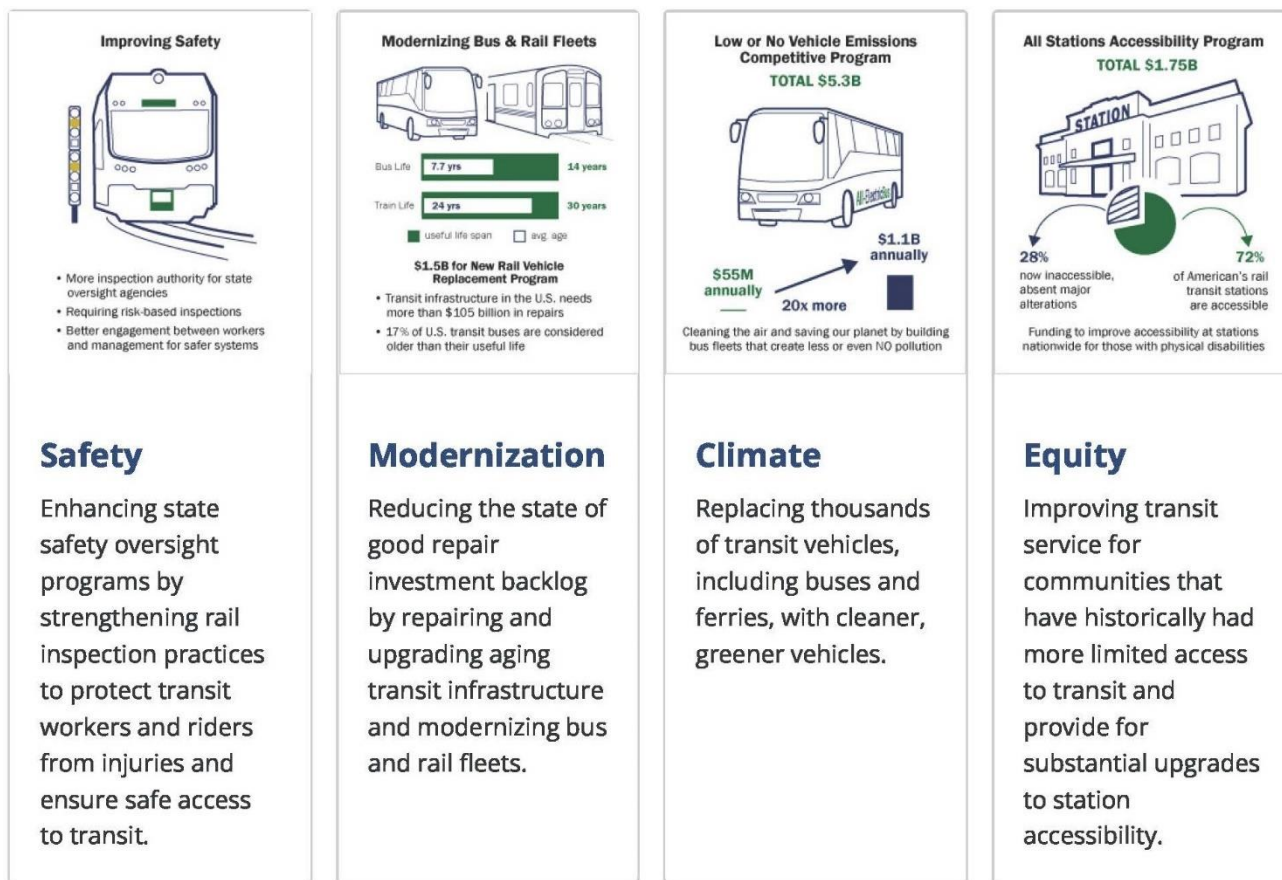 Improving Safety
• More inspection authority for state
oversight agencies
• Requiring risk-based inspections
• Better engagement between workers
and management for safer systems
Safety
Enhancing state
safety oversight
programs by
strengthening rail
inspection practices
to protect transit
workers and riders
from injuries and
ensure safe access
to transit.
Modernizing Bus & Rail Fleets
Bus Life 7.7 yrs 14 years
Train Life 24 yrs 30 years
useful life span avg. age
$1.5B for New Rail Vehicle
Replacement Program
• Transit infrastructure in the U.S. needs
more than $105 billion in repairs
• 17% of U.S. transit buses are considered
older than their useful life
Modernization
Reducing the state of
good repair
investment backlog
by repairing and
upgrading aging
transit infrastructure
and modernizing bus
and rail fleets.
Low or No Vehicle Emissions
Competitive Program
TOTAL $5.3B
All-ElectricBus
$1.1B
annually
$55M
annually
20x more
Cleaning the air and saving our planet by building
bus fleets that create less or even NO pollution
Climate
Replacing thousands
of transit vehicles,
including buses and
ferries, with cleaner,
greener vehicles.
All Stations Accessibility Program
TOTAL $1.75B
STATION
28%
now inaccessible,
absent major
alterations
72%
of American's rail
transit stations
are accessible
Funding to improve accessibility at stations
nationwide for those with physical disabilities
Equity
Improving transit
service for
communities that
have historically had
more limited access
to transit and
provide for
substantial upgrades
to station
accessibility.